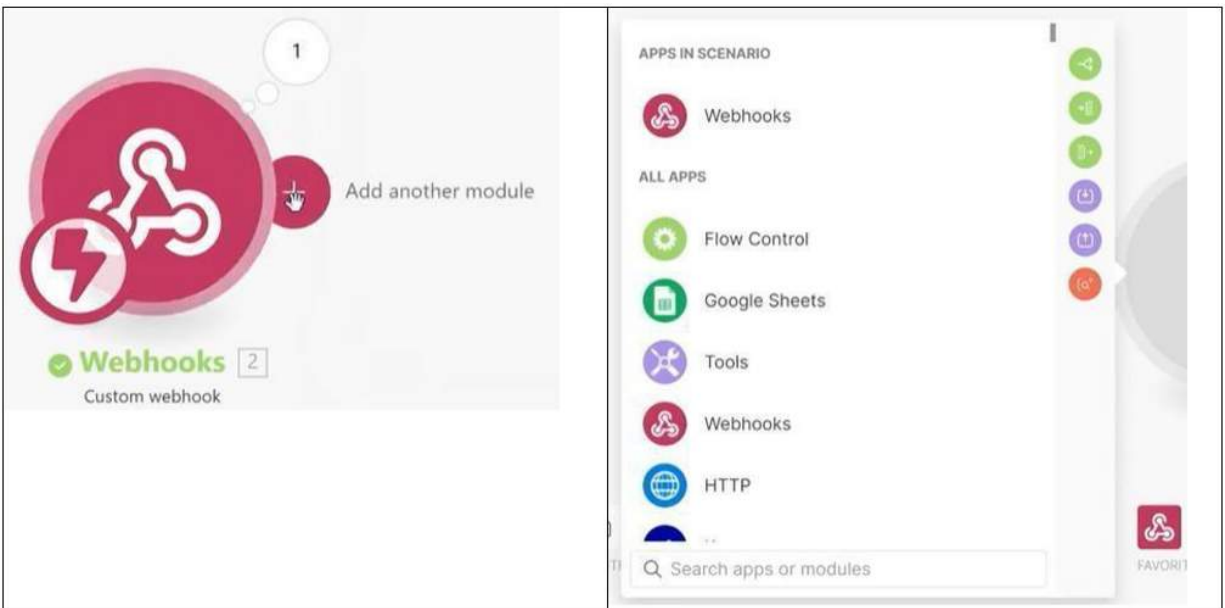 1
Add another module
Webhooks 2
Custom webhook
APPS IN SCENARIO
Webhooks
ALL APPS
Flow Control
Google Sheets
Tools
Webhooks
HTTP
Search apps or modules
FAVORIT